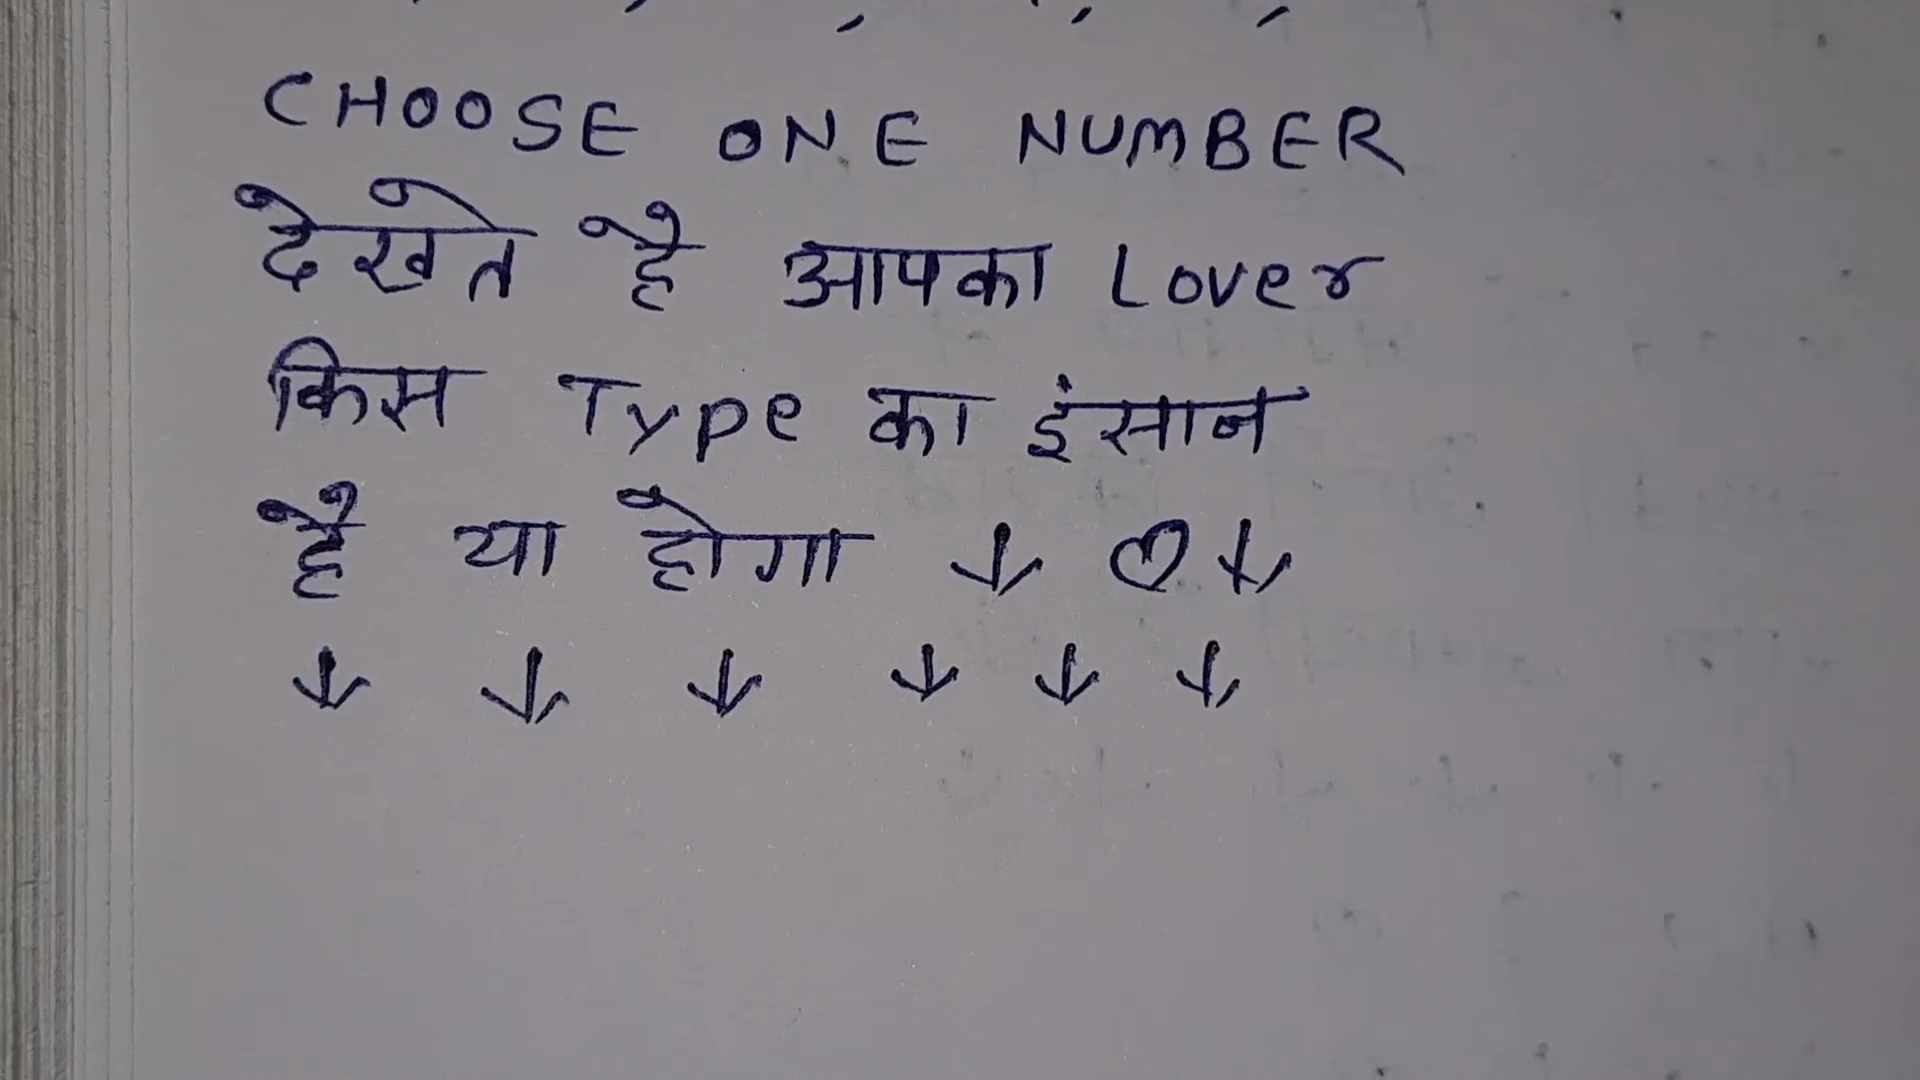 CHOOSE ONE NUMBER
देखते है आपका Lover
किस Type का इंसान
है या होगा ↓ ♡ ↓
↓ ↓ ↓ ↓ ↓ ↓